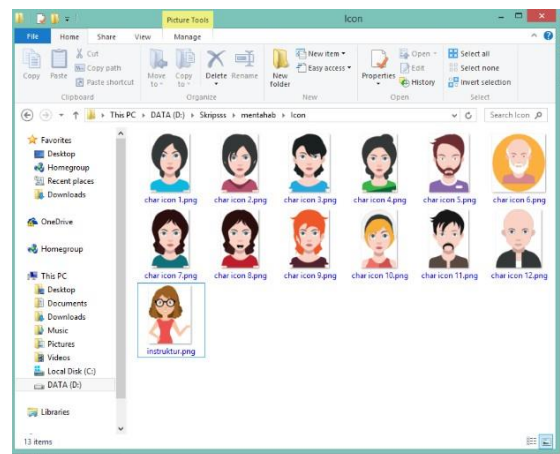 Picture Tools
Icon
File
Home
Share
View
Manage
Copy
Paste
Cut
Copy path
Paste shortcut
Clipboard
Move to
Copy to
Delete
Rename
Organize
New folder
New item
Easy access
New
Properties
Open
Edit
History
Open
Select all
Select none
Invert selection
Select
This PC
DATA (D:)
Skripsss
mentahab
Icon
Search Icon
Favorites
Desktop
Homegroup
Recent places
Downloads
OneDrive
Homegroup
This PC
Desktop
Documents
Downloads
Music
Pictures
Videos
Local Disk (C:)
DATA (D:)
Libraries
char icon 1.png
char icon 2.png
char icon 3.png
char icon 4.png
char icon 5.png
char icon 6.png
char icon 7.png
char icon 8.png
char icon 9.png
char icon 10.png
char icon 11.png
char icon 12.png
instruktur.png
13 items